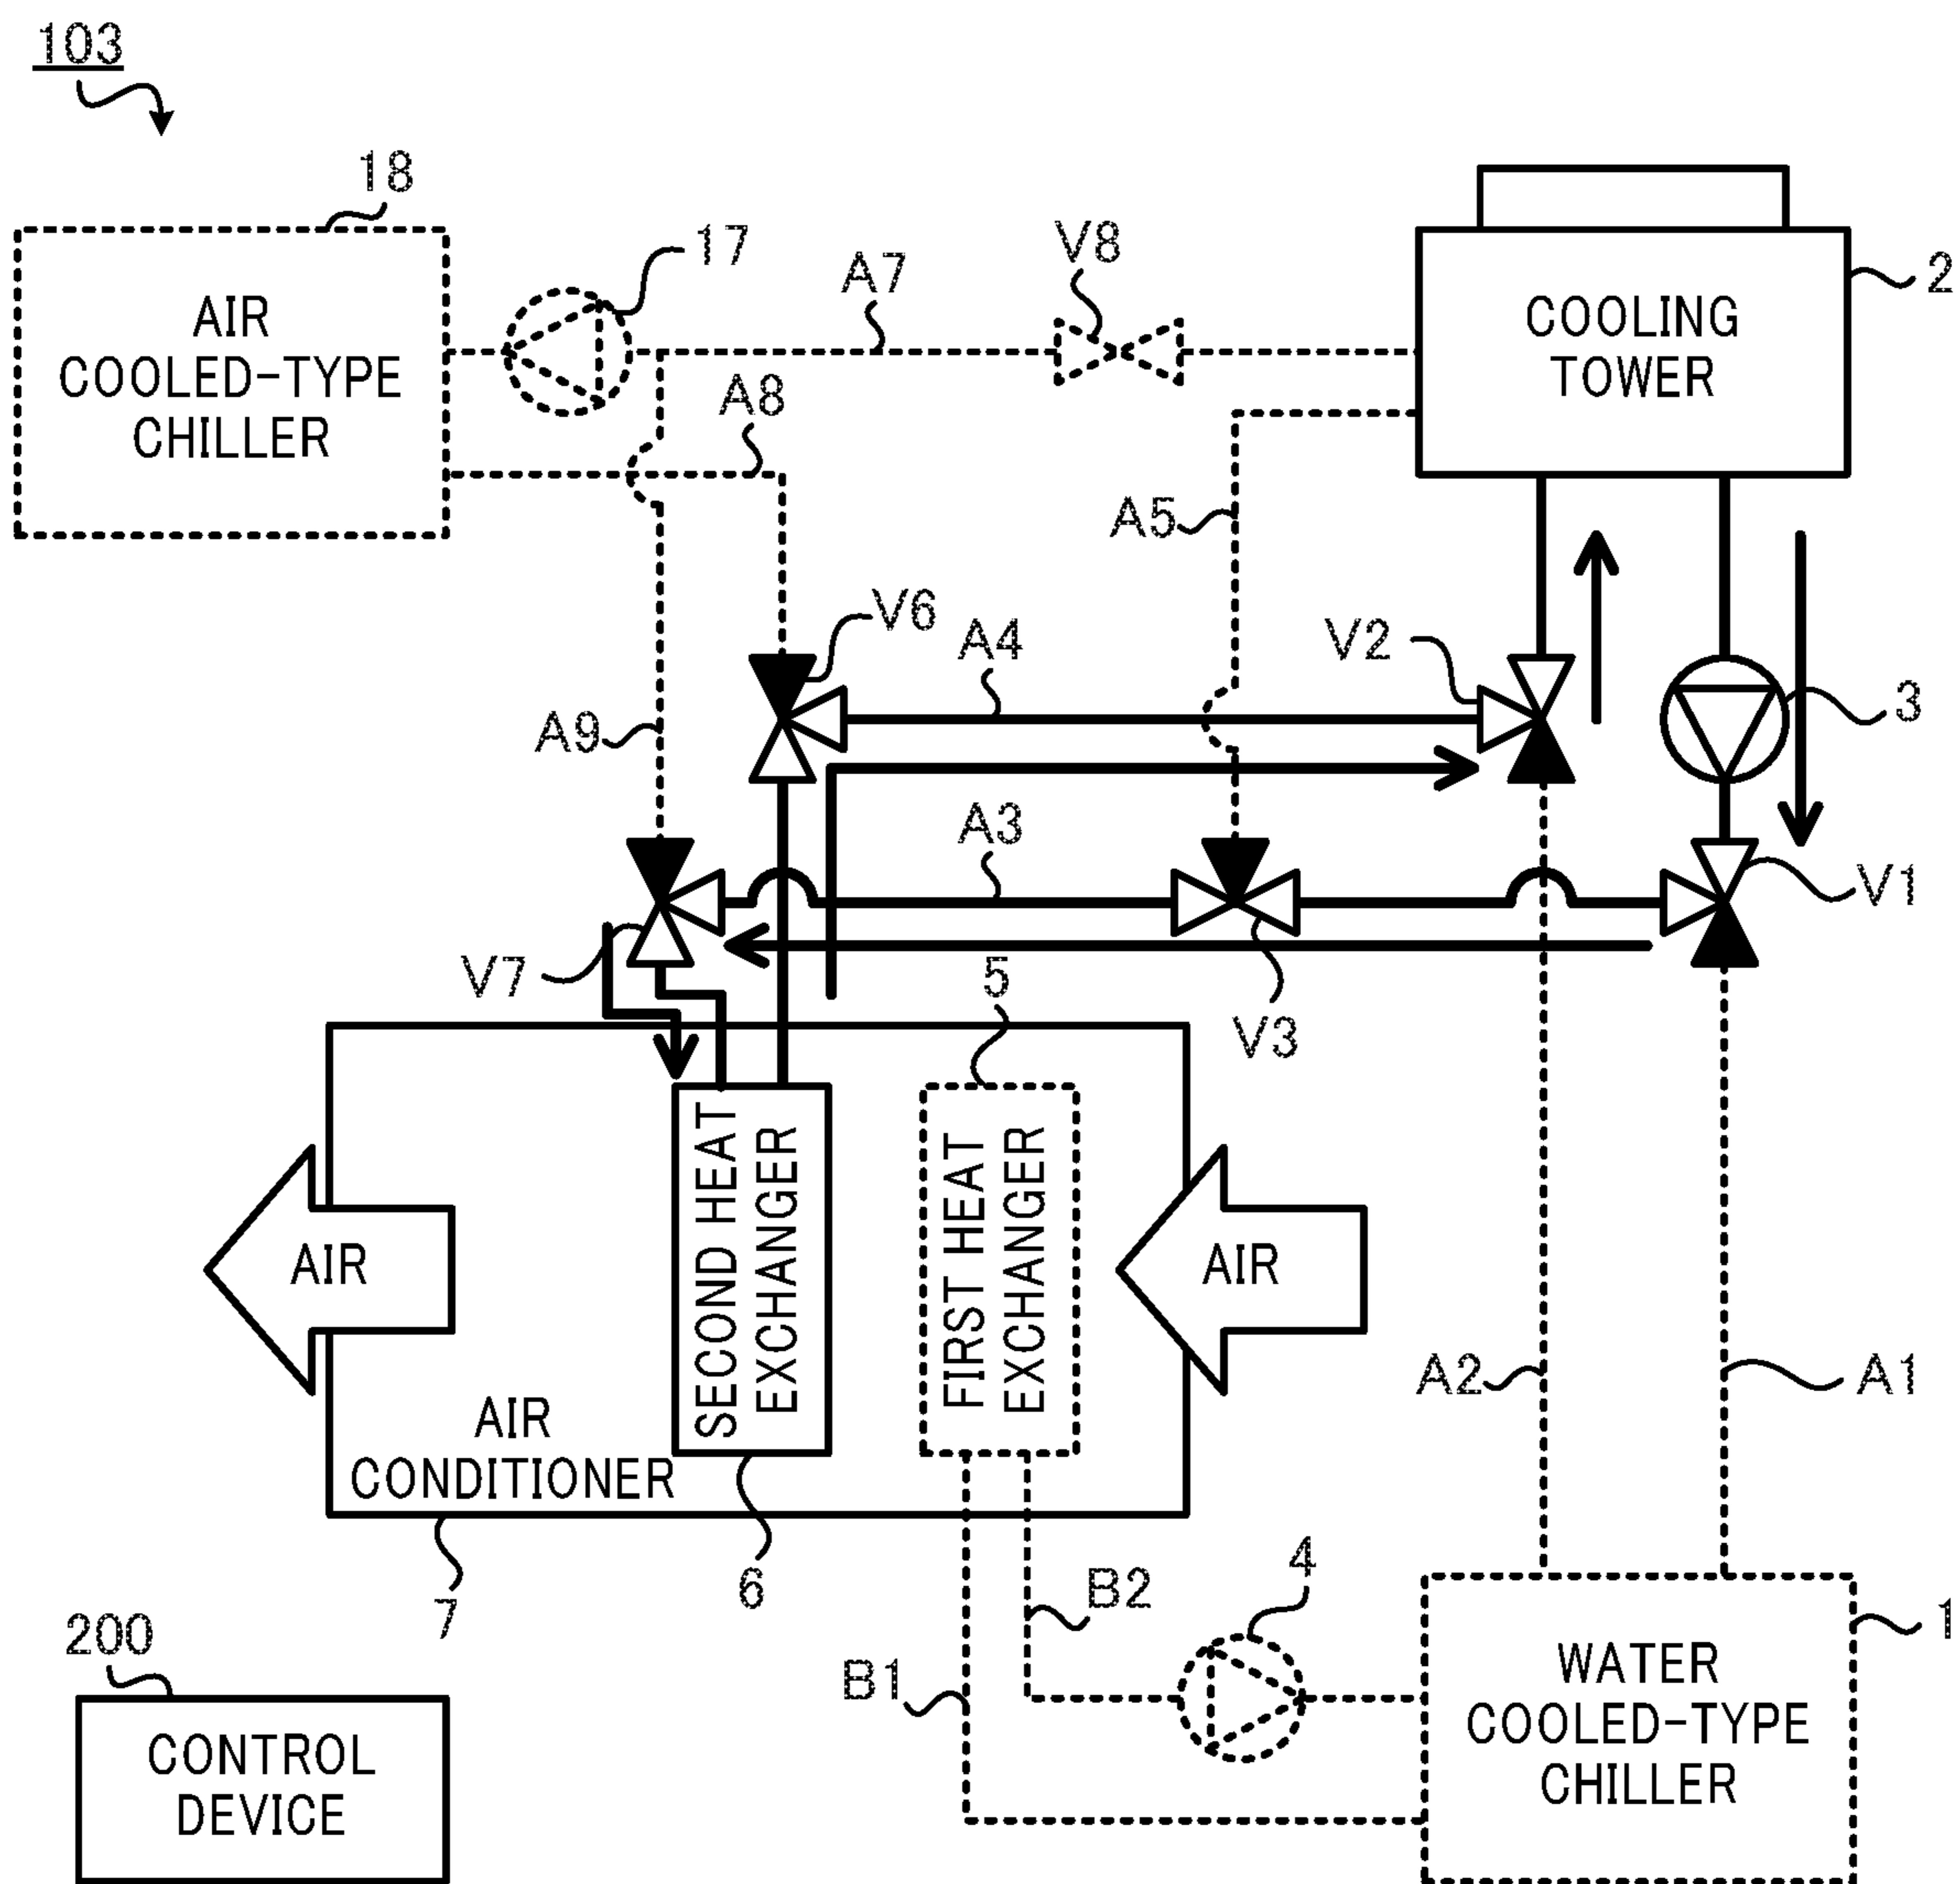 103
18
AIR
COOLED-TYPE
CHILLER
17
A7
V8
COOLING
TOWER
2
A8
A5
V6
A4
V2
3
A9
A3
V1
V7
5
V3
SECOND HEAT
EXCHANGER
FIRST HEAT
EXCHANGER
AIR
AIR
AIR
CONDITIONER
A2
A1
7
6
B2
4
1
200
CONTROL
DEVICE
B1
WATER
COOLED-TYPE
CHILLER